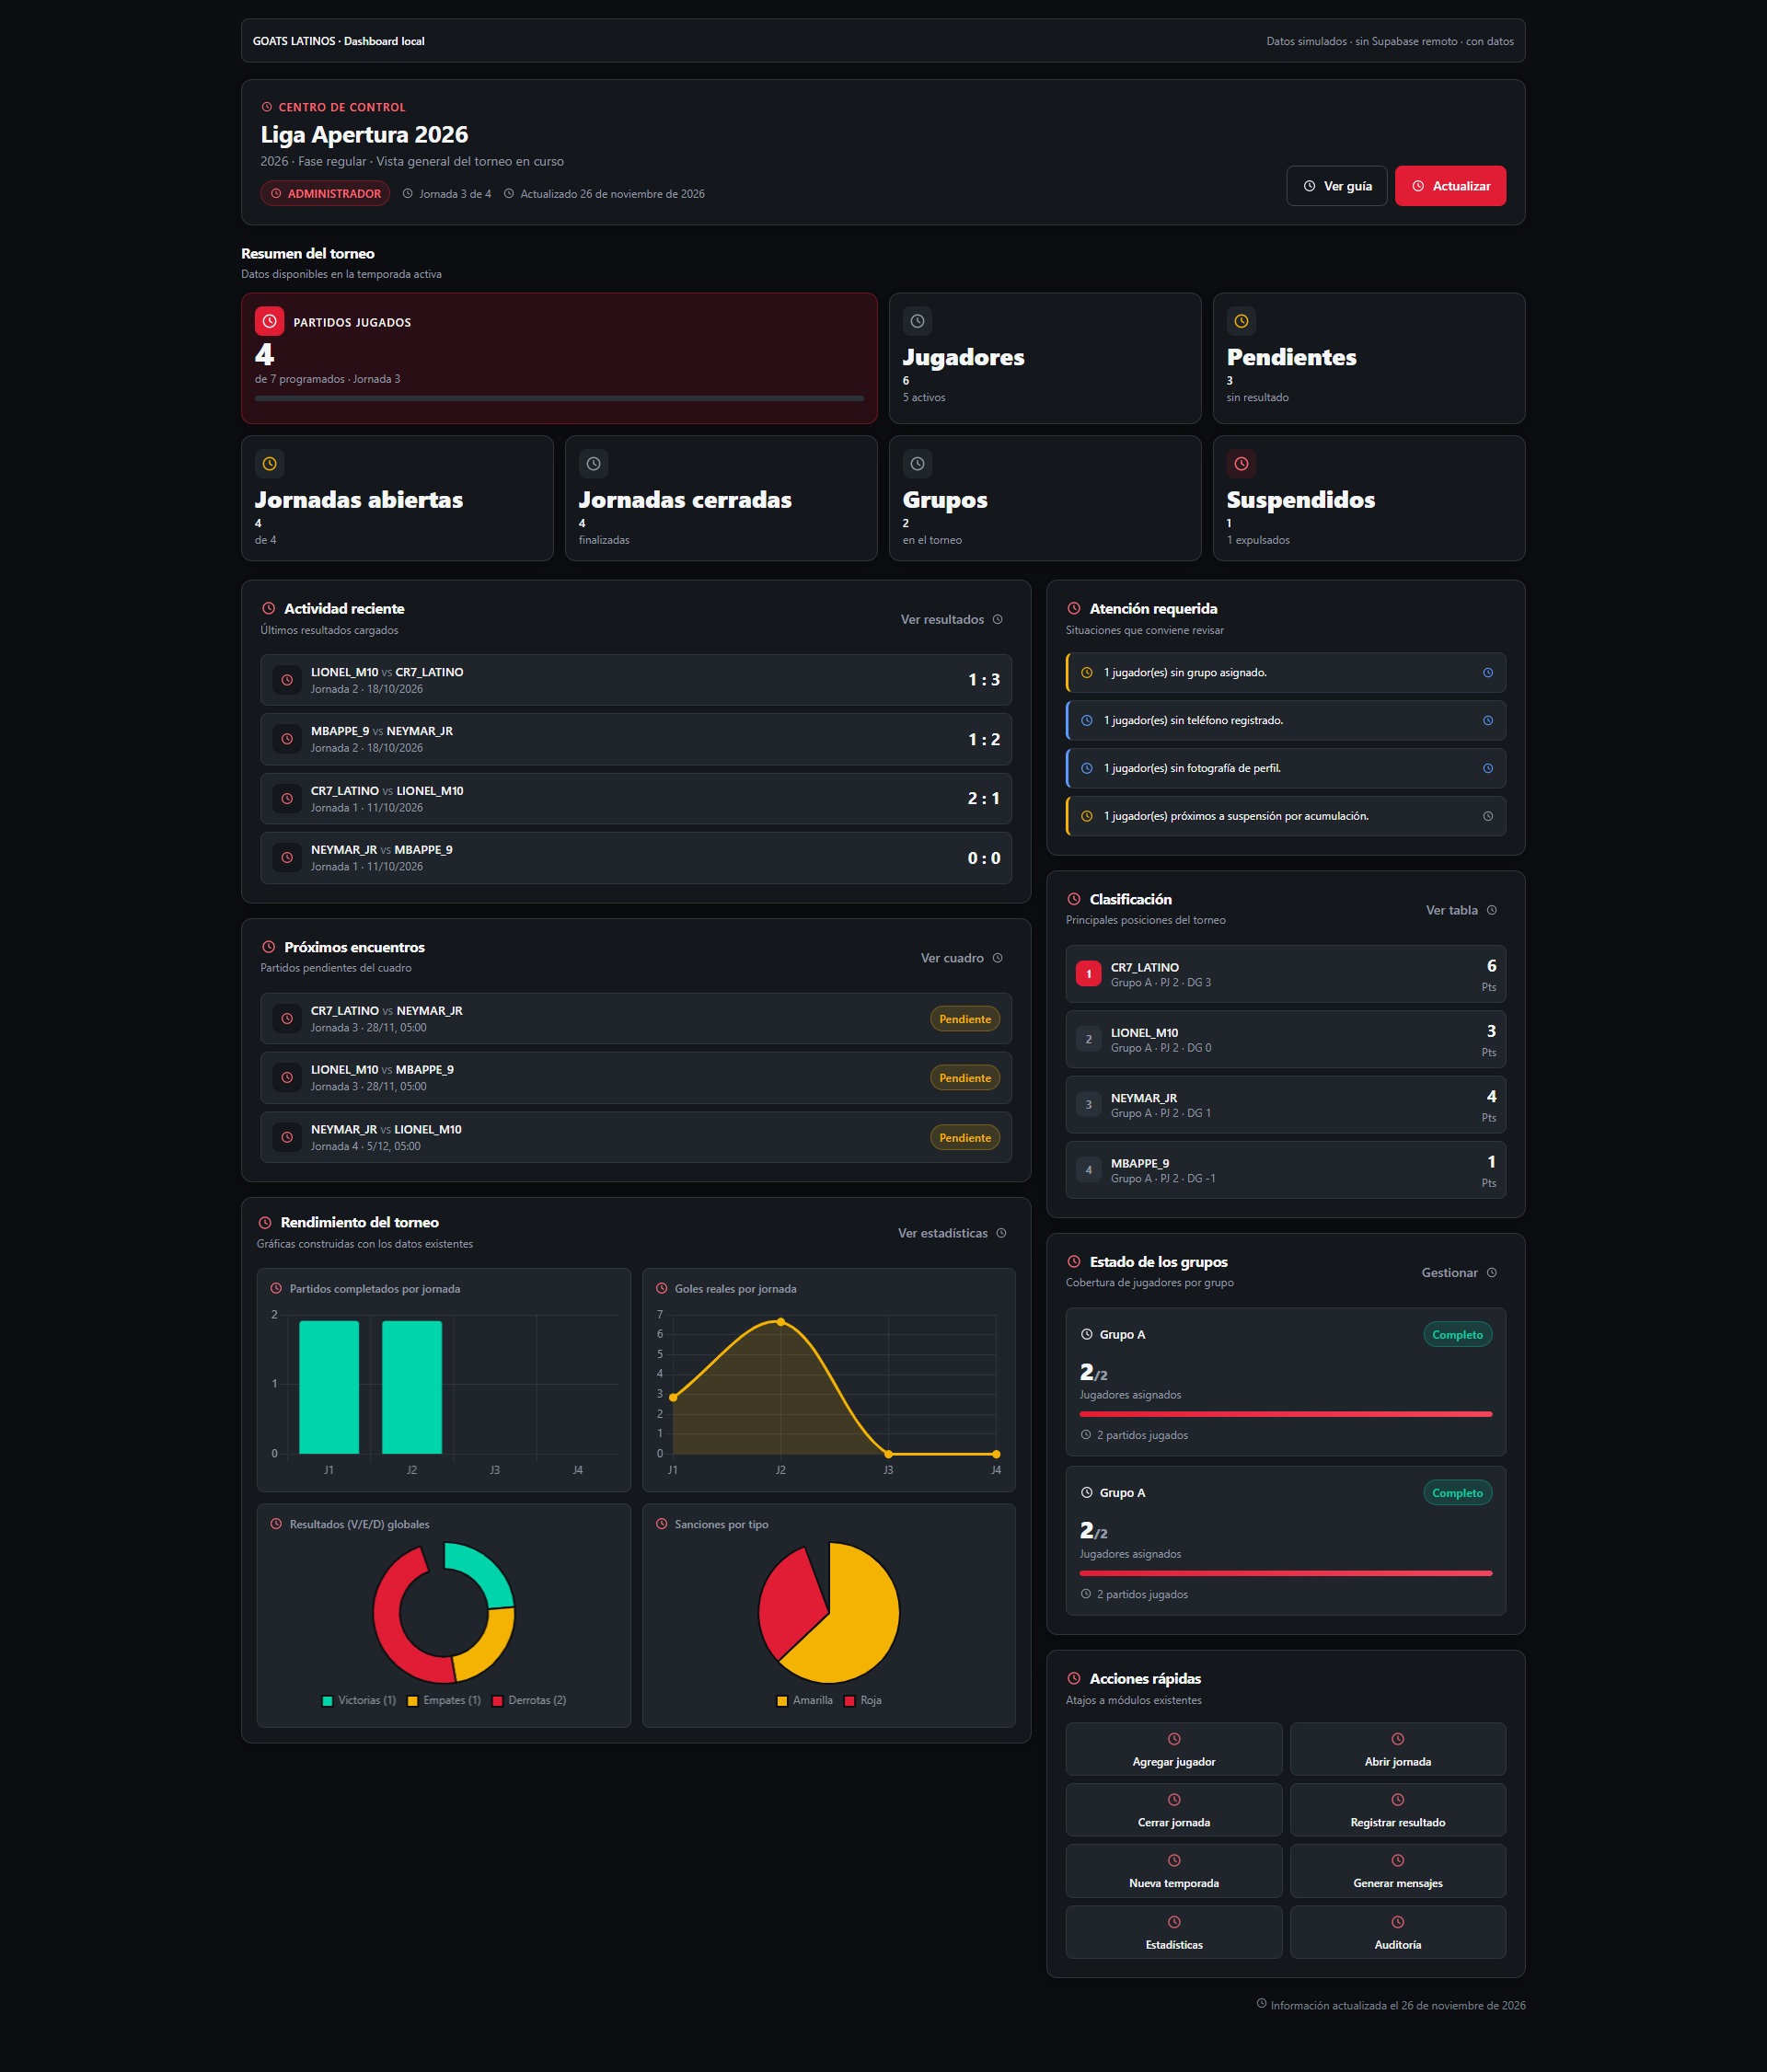 GOATS LATINOS · Dashboard local
Datos simulados · sin Supabase remoto · con datos
CENTRO DE CONTROL
Liga Apertura 2026
2026 · Fase regular · Vista general del torneo en curso
ADMINISTRADOR
Jornada 3 de 4
Actualizado 26 de noviembre de 2026
Ver guía
Actualizar
Resumen del torneo
Datos disponibles en la temporada activa
PARTIDOS JUGADOS
4
de 7 programados · Jornada 3
Jugadores
6
5 activos
Pendientes
3
sin resultado
Jornadas abiertas
4
de 4
Jornadas cerradas
4
finalizadas
Grupos
2
en el torneo
Suspendidos
1
1 expulsados
Actividad reciente
Últimos resultados cargados
Ver resultados
LIONEL_M10 vs CR7_LATINO
Jornada 2 · 18/10/2026
1 : 3
MBAPPE_9 vs NEYMAR_JR
Jornada 2 · 18/10/2026
1 : 2
CR7_LATINO vs LIONEL_M10
Jornada 1 · 11/10/2026
2 : 1
NEYMAR_JR vs MBAPPE_9
Jornada 1 · 11/10/2026
0 : 0
Próximos encuentros
Partidos pendientes del cuadro
Ver cuadro
CR7_LATINO vs NEYMAR_JR
Jornada 3 · 28/11, 05:00
Pendiente
LIONEL_M10 vs MBAPPE_9
Jornada 3 · 28/11, 05:00
Pendiente
NEYMAR_JR vs LIONEL_M10
Jornada 4 · 5/12, 05:00
Pendiente
Rendimiento del torneo
Gráficas construidas con los datos existentes
Ver estadísticas
Partidos completados por jornada
2
1
0
J1 J2 J3 J4
Goles reales por jornada
7
6
5
4
3
2
1
0
J1 J2 J3 J4
Resultados (V/E/D) globales
Victorias (1) Empates (1) Derrotas (2)
Sanciones por tipo
Amarilla Roja
Atención requerida
Situaciones que conviene revisar
1 jugador(es) sin grupo asignado.
1 jugador(es) sin teléfono registrado.
1 jugador(es) sin fotografía de perfil.
1 jugador(es) próximos a suspensión por acumulación.
Clasificación
Principales posiciones del torneo
Ver tabla
1
CR7_LATINO
Grupo A · PJ 2 · DG 3
6
Pts
2
LIONEL_M10
Grupo A · PJ 2 · DG 0
3
Pts
3
NEYMAR_JR
Grupo A · PJ 2 · DG 1
4
Pts
4
MBAPPE_9
Grupo A · PJ 2 · DG -1
1
Pts
Estado de los grupos
Cobertura de jugadores por grupo
Gestionar
Grupo A
Completo
2/2
Jugadores asignados
2 partidos jugados
Grupo A
Completo
2/2
Jugadores asignados
2 partidos jugados
Acciones rápidas
Atajos a módulos existentes
Agregar jugador
Abrir jornada
Cerrar jornada
Registrar resultado
Nueva temporada
Generar mensajes
Estadísticas
Auditoría
Información actualizada el 26 de noviembre de 2026